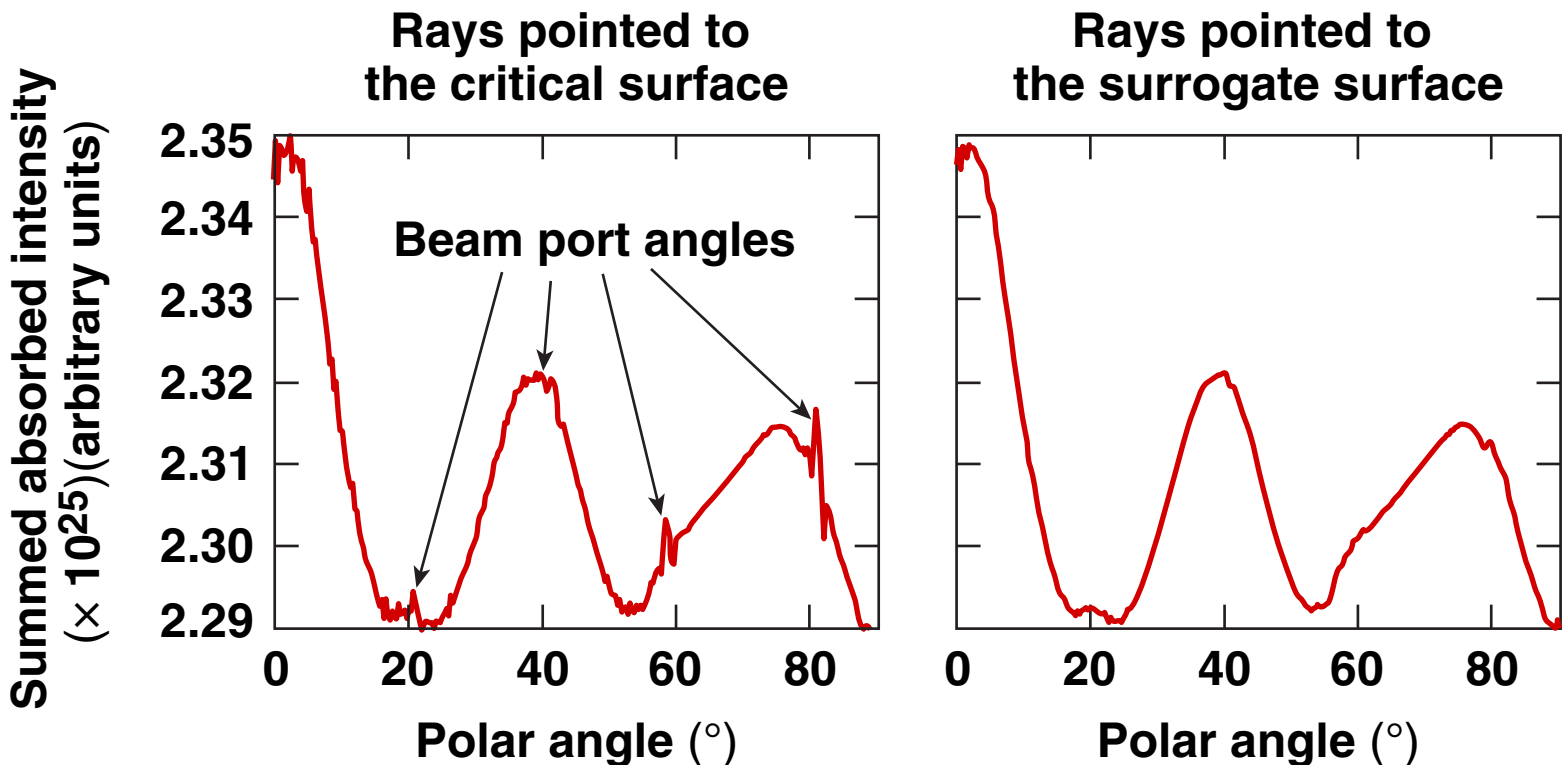 Rays pointed to
the critical surface
Rays pointed to
the surrogate surface
Summed absorbed intensity
(× 10²⁵)(arbitrary units)
2.35
2.34
2.33
2.32
2.31
2.30
2.29
Beam port angles
0 20 40 60 80
0 20 40 60 80
Polar angle (°)
Polar angle (°)